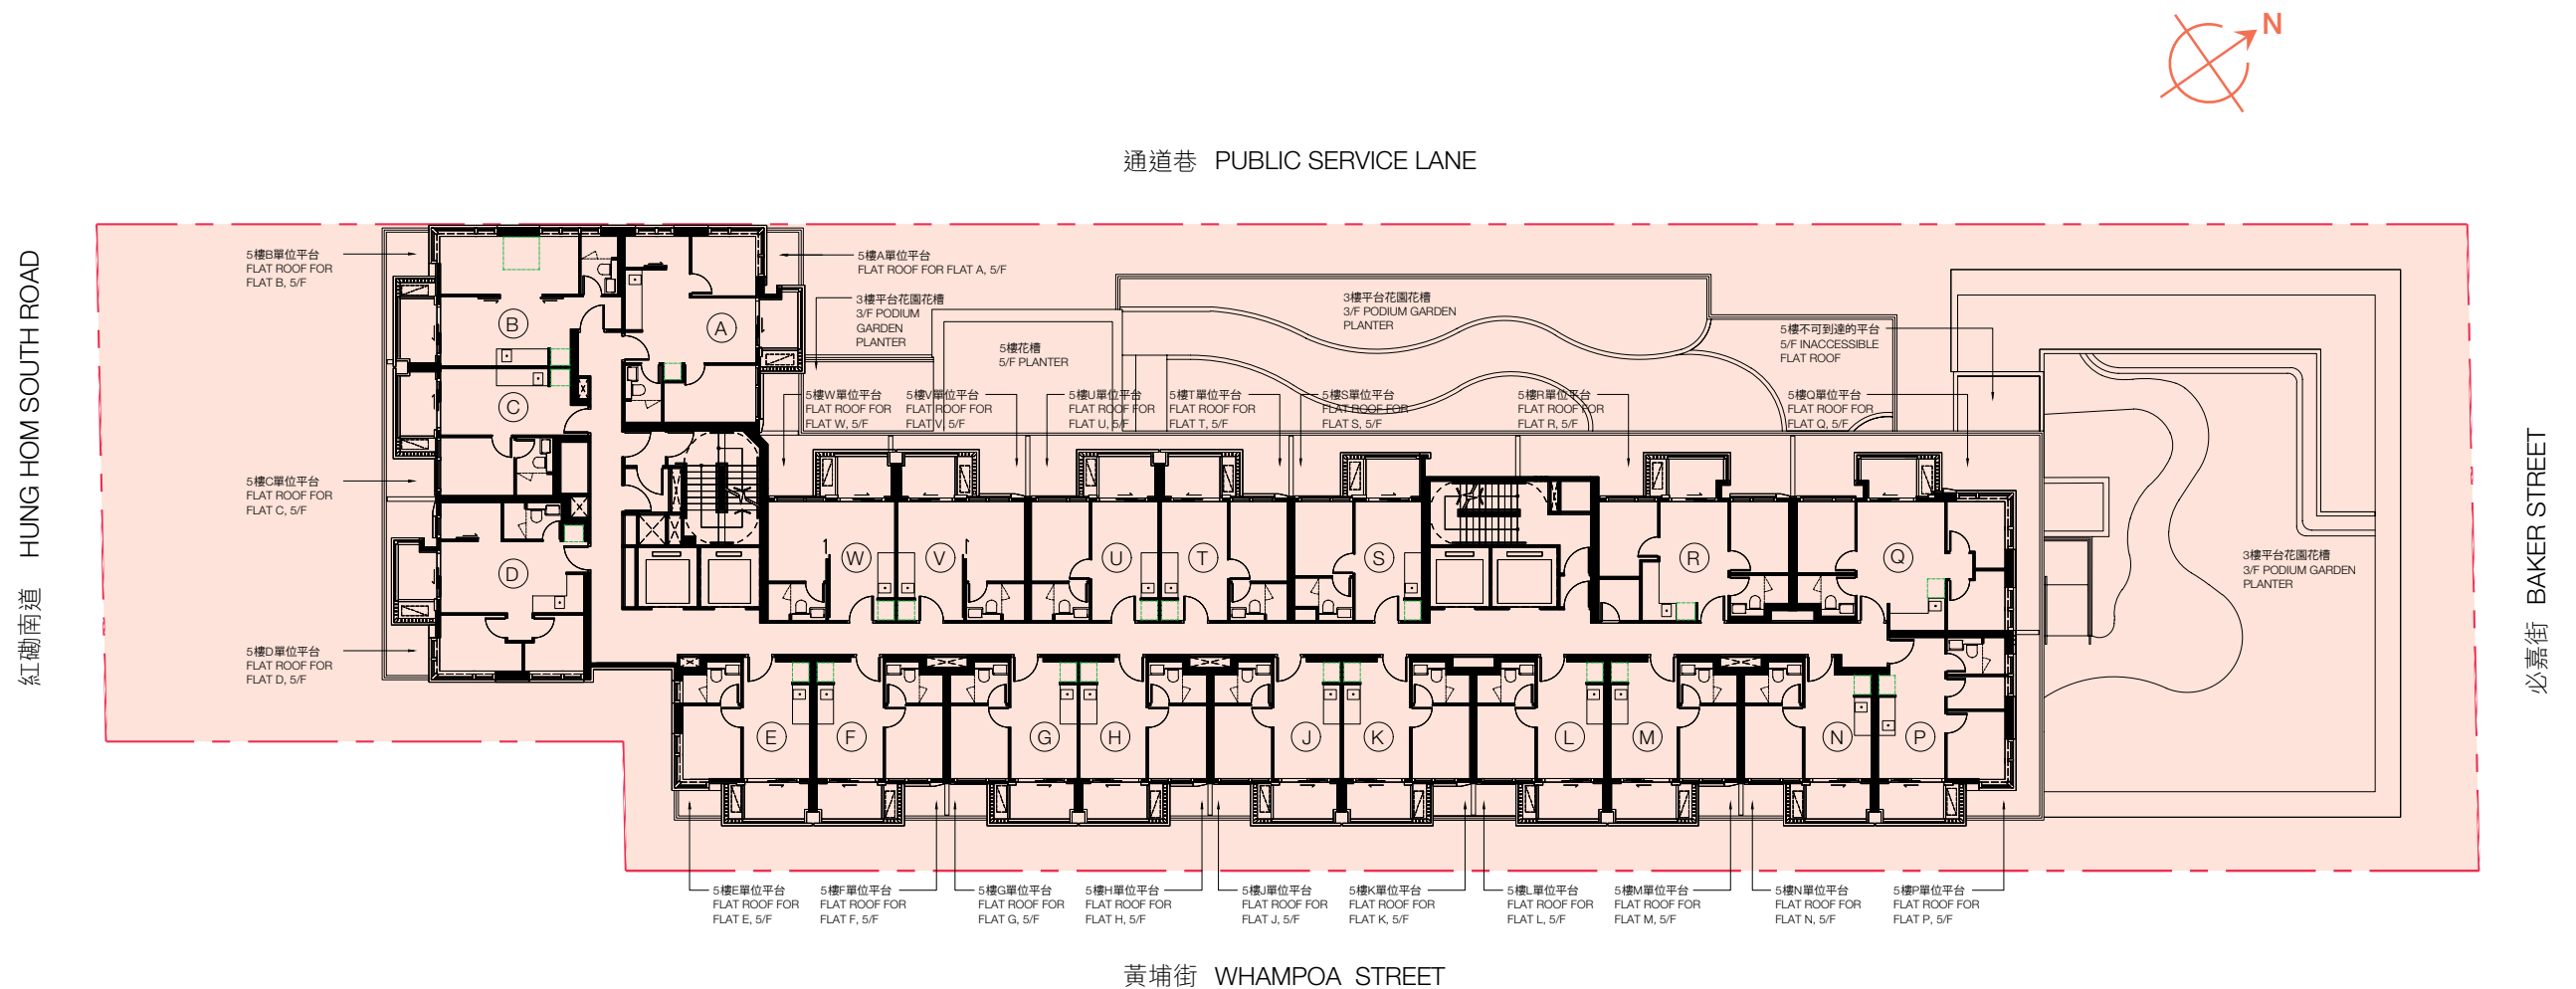 N
通道巷 PUBLIC SERVICE LANE
紅磡南道 HUNG HOM SOUTH ROAD
5樓B單位平台
FLAT ROOF FOR
FLAT B, 5/F
5樓A單位平台
FLAT ROOF FOR FLAT A, 5/F
3樓平台花園花槽
3/F PODIUM
GARDEN
PLANTER
5樓花槽
5/F PLANTER
3樓平台花園花槽
3/F PODIUM GARDEN
PLANTER
5樓不可到達的平台
5/F INACCESSIBLE
FLAT ROOF
5樓W單位平台
FLAT ROOF FOR
FLAT W, 5/F
5樓V單位平台
FLAT ROOF FOR
FLAT V, 5/F
5樓U單位平台
FLAT ROOF FOR
FLAT U, 5/F
5樓T單位平台
FLAT ROOF FOR
FLAT T, 5/F
5樓S單位平台
FLAT ROOF FOR
FLAT S, 5/F
5樓R單位平台
FLAT ROOF FOR
FLAT R, 5/F
5樓Q單位平台
FLAT ROOF FOR
FLAT Q, 5/F
B
A
C
5樓C單位平台
FLAT ROOF FOR
FLAT C, 5/F
D
W
V
U
T
S
R
Q
3樓平台花園花槽
3/F PODIUM GARDEN
PLANTER
5樓D單位平台
FLAT ROOF FOR
FLAT D, 5/F
E
F
G
H
J
K
L
M
N
P
必嘉街 BAKER STREET
5樓E單位平台
FLAT ROOF FOR
FLAT E, 5/F
5樓F單位平台
FLAT ROOF FOR
FLAT F, 5/F
5樓G單位平台
FLAT ROOF FOR
FLAT G, 5/F
5樓H單位平台
FLAT ROOF FOR
FLAT H, 5/F
5樓J單位平台
FLAT ROOF FOR
FLAT J, 5/F
5樓K單位平台
FLAT ROOF FOR
FLAT K, 5/F
5樓L單位平台
FLAT ROOF FOR
FLAT L, 5/F
5樓M單位平台
FLAT ROOF FOR
FLAT M, 5/F
5樓N單位平台
FLAT ROOF FOR
FLAT N, 5/F
5樓P單位平台
FLAT ROOF FOR
FLAT P, 5/F
黃埔街 WHAMPOA STREET